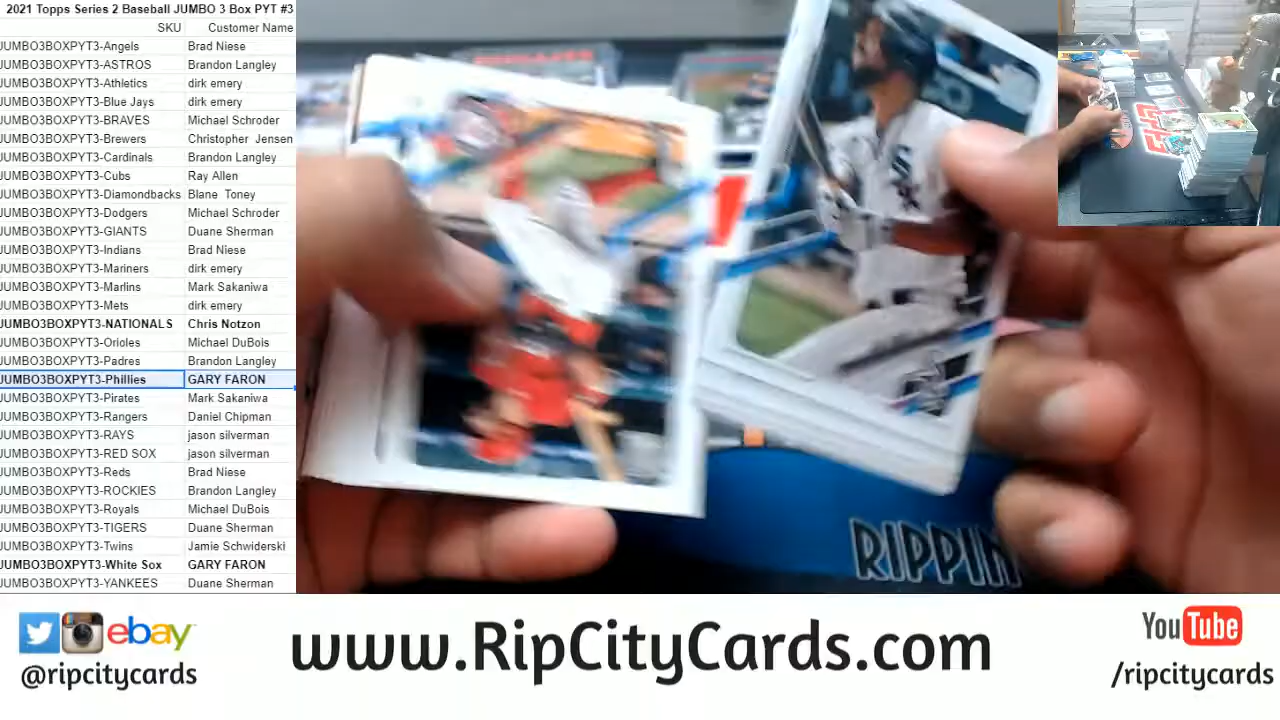 2021 Topps Series 2 Baseball JUMBO 3 Box PYT #3
SKU Customer Name
JUMBO3BOXPYT3-Angels Brad Niese
JUMBO3BOXPYT3-ASTROS Brandon Langley
JUMBO3BOXPYT3-Athletics dirk emery
JUMBO3BOXPYT3-Blue Jays dirk emery
JUMBO3BOXPYT3-BRAVES Michael Schroder
JUMBO3BOXPYT3-Brewers Christopher Jensen
JUMBO3BOXPYT3-Cardinals Brandon Langley
JUMBO3BOXPYT3-Cubs Ray Allen
JUMBO3BOXPYT3-Diamondbacks Blane Toney
JUMBO3BOXPYT3-Dodgers Michael Schroder
JUMBO3BOXPYT3-GIANTS Duane Sherman
JUMBO3BOXPYT3-Indians Brad Niese
JUMBO3BOXPYT3-Mariners dirk emery
JUMBO3BOXPYT3-Marlins Mark Sakaniwa
JUMBO3BOXPYT3-Mets dirk emery
JUMBO3BOXPYT3-NATIONALS Chris Notzon
JUMBO3BOXPYT3-Orioles Michael DuBois
JUMBO3BOXPYT3-Padres Brandon Langley
JUMBO3BOXPYT3-Phillies GARY FARON
JUMBO3BOXPYT3-Pirates Mark Sakaniwa
JUMBO3BOXPYT3-Rangers Daniel Chipman
JUMBO3BOXPYT3-RAYS jason silverman
JUMBO3BOXPYT3-RED SOX jason silverman
JUMBO3BOXPYT3-Reds Brad Niese
JUMBO3BOXPYT3-ROCKIES Brandon Langley
JUMBO3BOXPYT3-Royals Michael DuBois
JUMBO3BOXPYT3-TIGERS Duane Sherman
JUMBO3BOXPYT3-Twins Jamie Schwiderski
JUMBO3BOXPYT3-White Sox GARY FARON
JUMBO3BOXPYT3-YANKEES Duane Sherman
RIPPIN
ebay
@ripcitycards
www.RipCityCards.com
YouTube
/ripcitycards